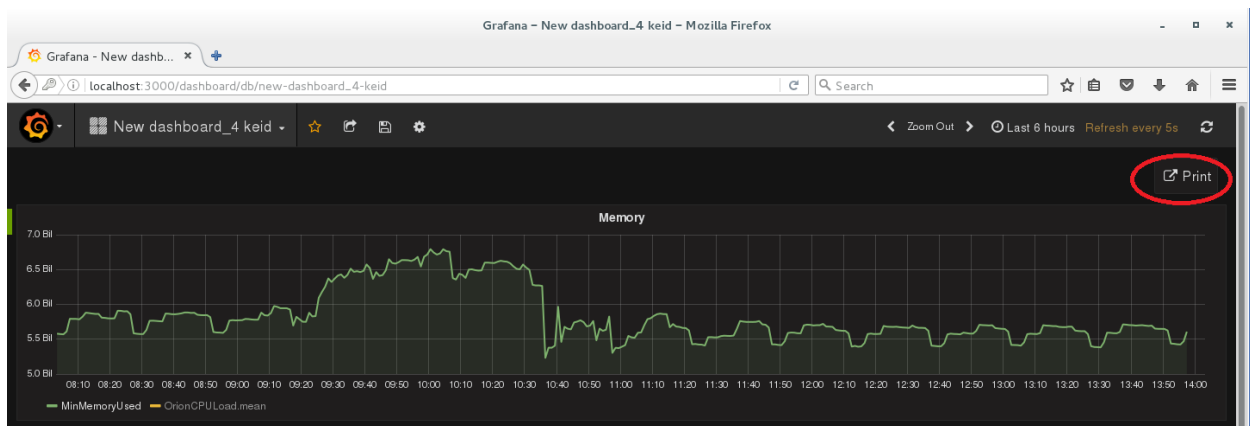 Grafana - New dashboard_4 keid - Mozilla Firefox
Grafana - New dashb...
localhost:3000/dashboard/db/new-dashboard_4-keid
Search
New dashboard_4 keid
Zoom Out
Last 6 hours Refresh every 5s
Print
Memory
7.0 Bil
6.5 Bil
6.0 Bil
5.5 Bil
5.0 Bil
08:10 08:20 08:30 08:40 08:50 09:00 09:10 09:20 09:30 09:40 09:50 10:00 10:10 10:20 10:30 10:40 10:50 11:00 11:10 11:20 11:30 11:40 11:50 12:00 12:10 12:20 12:30 12:40 12:50 13:00 13:10 13:20 13:30 13:40 13:50 14:00
MinMemoryUsed OrionCPULoad.mean